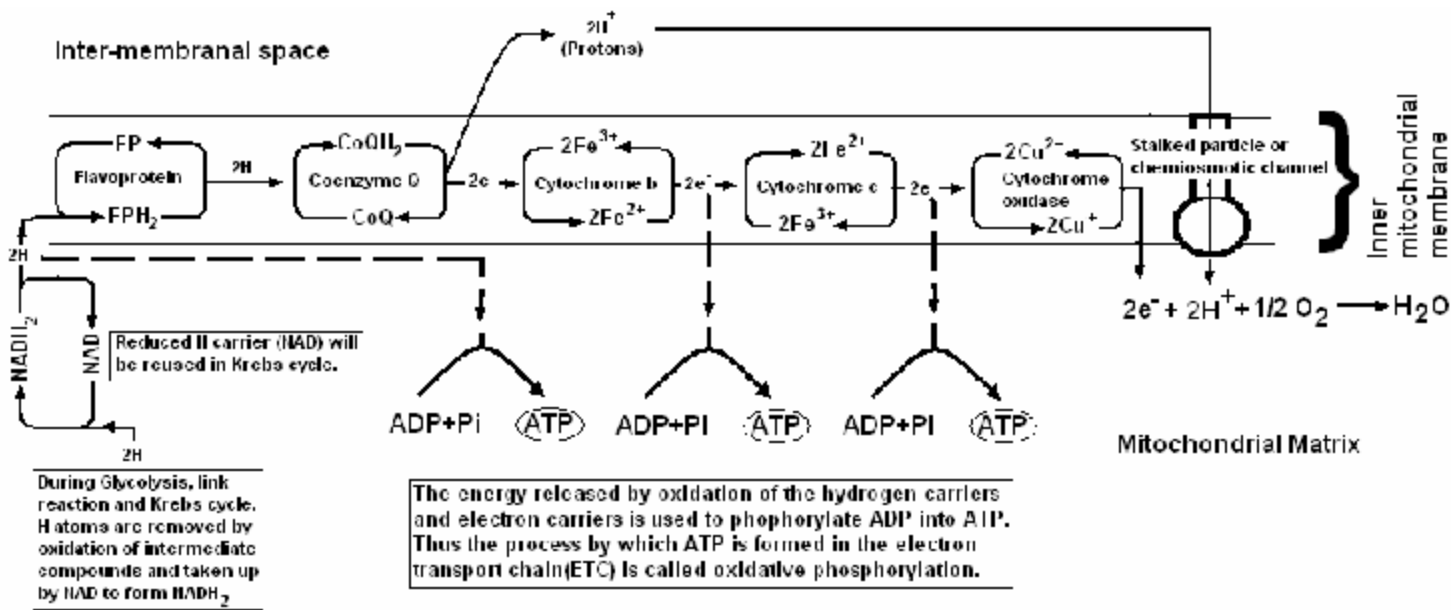 2H⁺
(Protons)
Inter-membranal space
FP
Flavoprotein
FPH₂
2H
CoQH₂
Coenzyme Q
CoQ
2e
2Fe³⁺
Cytochrome b
2Fe²⁺
2e⁻
2Fe²⁺
Cytochrome c
2Fe³⁺
2e
2Cu²⁻
Cytochrome
oxidase
2Cu⁺
Stalked particle or
chemiosmotic channel
Inner
mitochondrial
membrane
2H
NADH₂
NAD
Reduced H carrier (NAD) will
be reused in Krebs cycle.
2H
2e⁻ + 2H⁺ + 1/2 O₂ H₂O
ADP+Pi
ATP
ADP+PI
ATP
ADP+PI
ATP
Mitochondrial Matrix
During Glycolysis, link
reaction and Krebs cycle.
H atoms are removed by
oxidation of intermediate
compounds and taken up
by NAD to form NADH₂
The energy released by oxidation of the hydrogen carriers
and electron carriers is used to phophorylate ADP into ATP.
Thus the process by which ATP is formed in the electron
transport chain(ETC) is called oxidative phosphorylation.